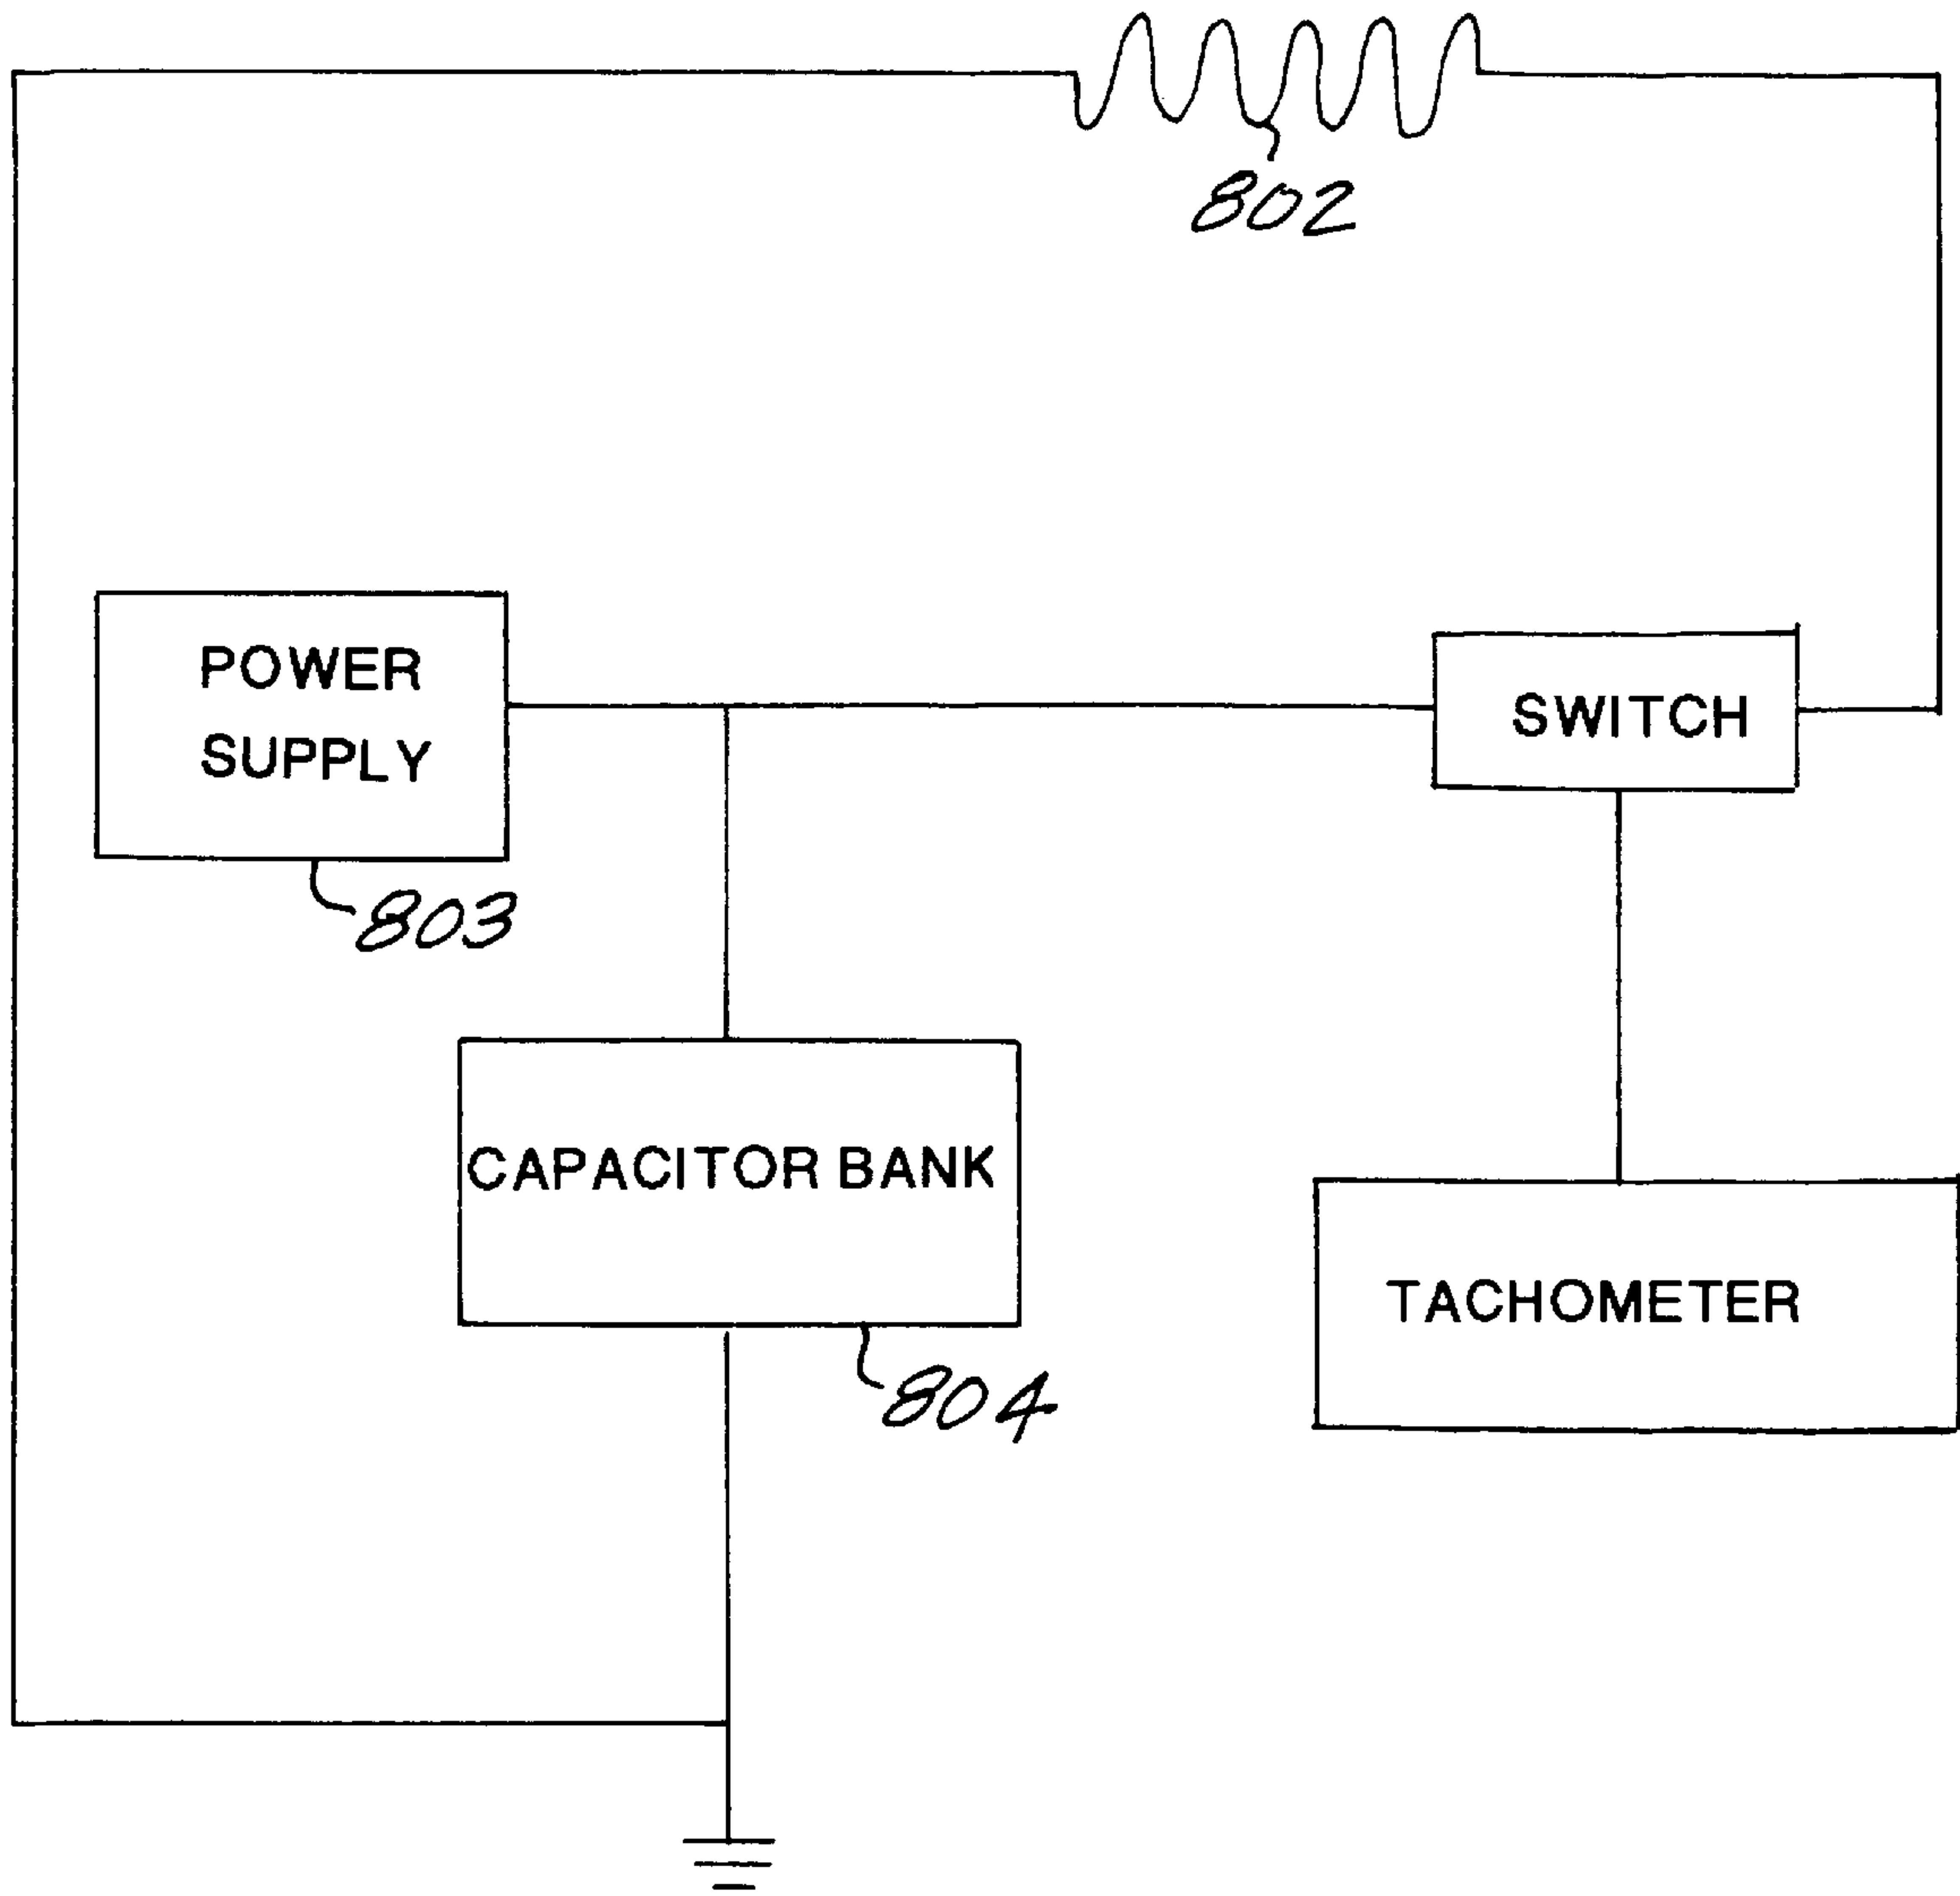 802
POWER
SUPPLY
SWITCH
803
CAPACITOR BANK
TACHOMETER
804